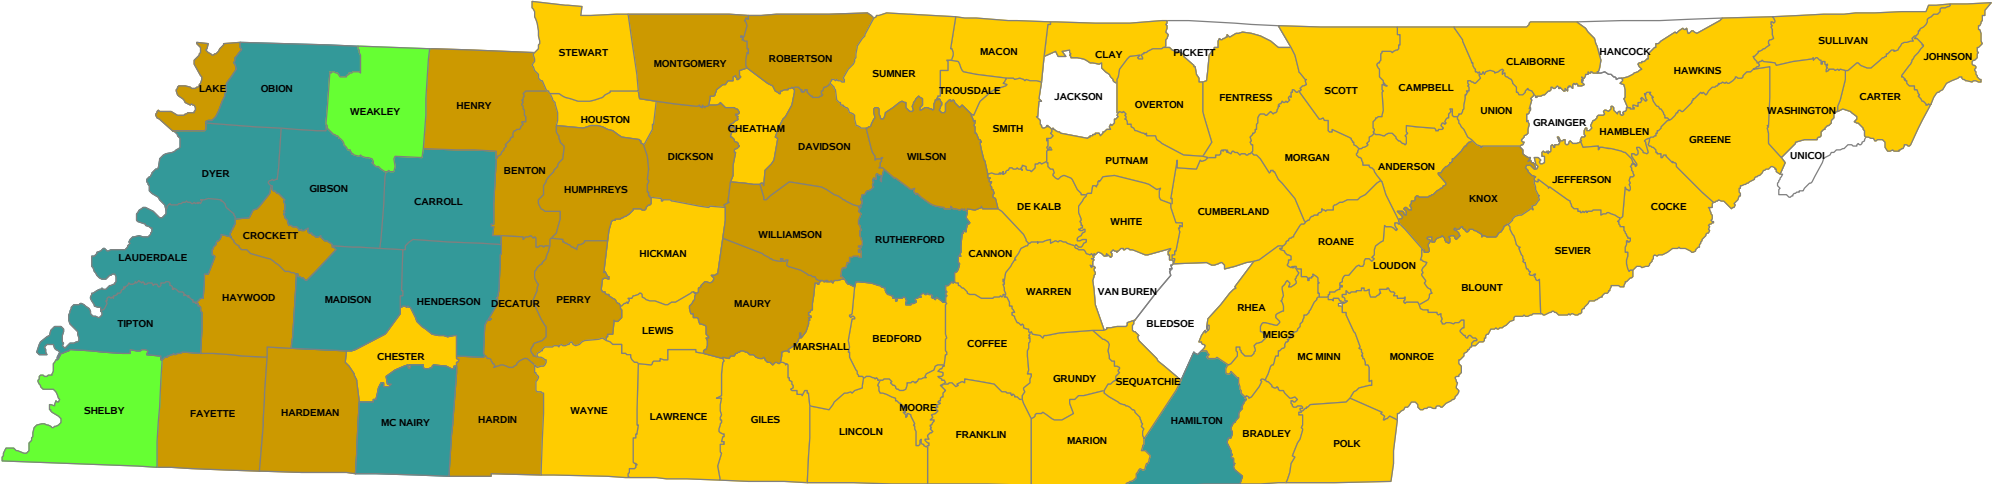 STEWART
MONTGOMERY
ROBERTSON
SUMNER
MACON
CLAY
PICKETT
HANCOCK
SULLIVAN
JOHNSON
CLAIBORNE
HAWKINS
LAKE
OBION
WEAKLEY
HENRY
HOUSTON
CHEATHAM
TROUSDALE
JACKSON
OVERTON
FENTRESS
SCOTT
CAMPBELL
UNION
GRAINGER
HAMBLEN
WASHINGTON
CARTER
GREENE
UNICOI
SMITH
DYER
GIBSON
CARROLL
BENTON
HUMPHREYS
DICKSON
DAVIDSON
WILSON
PUTNAM
MORGAN
ANDERSON
KNOX
JEFFERSON
COCKE
CROCKETT
WILLIAMSON
RUTHERFORD
DE KALB
WHITE
CUMBERLAND
ROANE
LOUDON
SEVIER
LAUDERDALE
HICKMAN
CANNON
TIPTON
HAYWOOD
MADISON
HENDERSON
DECATUR
PERRY
MAURY
WARREN
VAN BUREN
BLEDSOE
RHEA
MEIGS
BLOUNT
LEWIS
MARSHALL
BEDFORD
COFFEE
CHESTER
MC MINN
MONROE
GRUNDY
SEQUATCHIE
SHELBY
FAYETTE
HARDEMAN
MC NAIRY
HARDIN
WAYNE
LAWRENCE
GILES
LINCOLN
MOORE
FRANKLIN
MARION
HAMILTON
BRADLEY
POLK